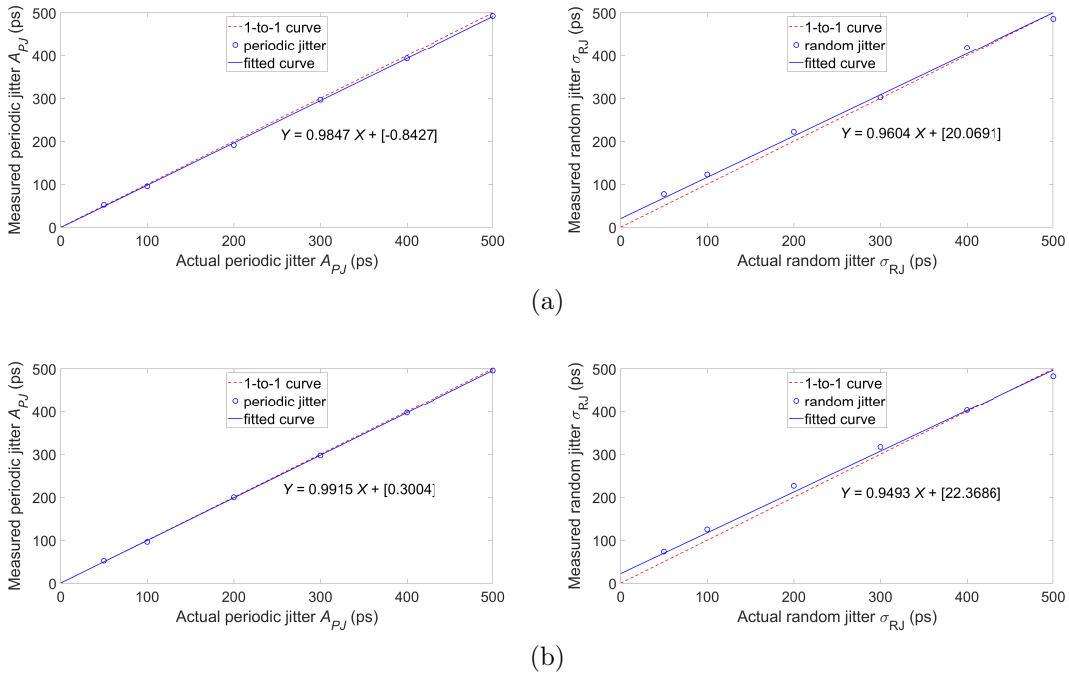 Measured periodic jitter A_PJ (ps)
500
400
300
200
100
0
1-to-1 curve
periodic jitter
fitted curve
Y = 0.9847 X + [-0.8427]
0 100 200 300 400 500
Actual periodic jitter A_PJ (ps)
Measured random jitter σ_RJ (ps)
500
400
300
200
100
0
1-to-1 curve
random jitter
fitted curve
Y = 0.9604 X + [20.0691]
0 100 200 300 400 500
Actual random jitter σ_RJ (ps)
(a)
Measured periodic jitter A_PJ (ps)
500
400
300
200
100
0
1-to-1 curve
periodic jitter
fitted curve
Y = 0.9915 X + [0.3004]
0 100 200 300 400 500
Actual periodic jitter A_PJ (ps)
Measured random jitter σ_RJ (ps)
500
400
300
200
100
0
1-to-1 curve
random jitter
fitted curve
Y = 0.9493 X + [22.3686]
0 100 200 300 400 500
Actual random jitter σ_RJ (ps)
(b)